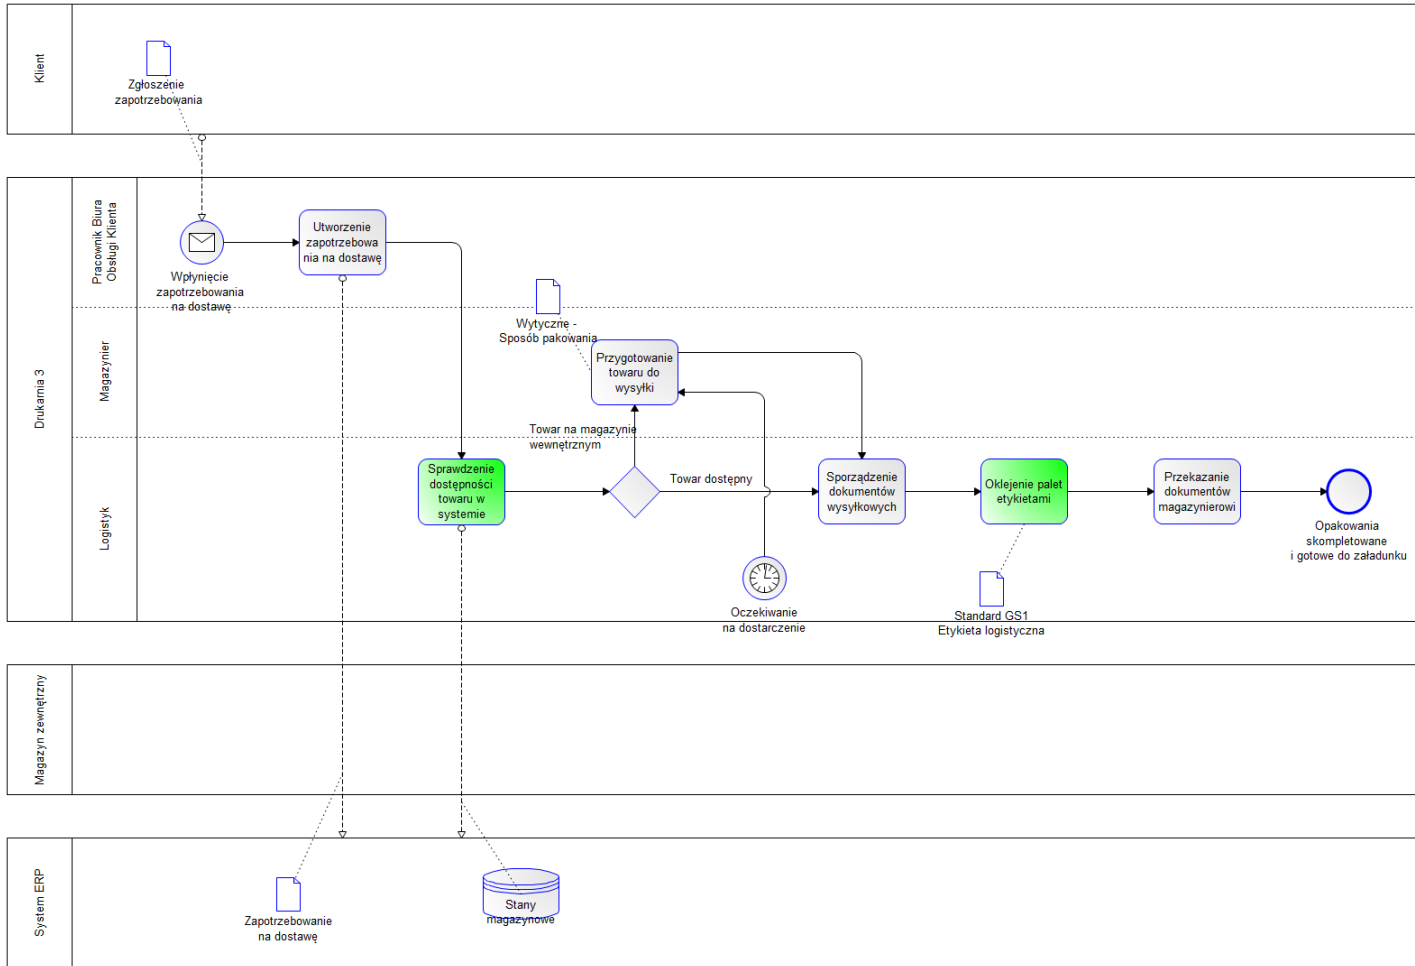 Klient
Zgłoszenie
zapotrzebowania
Drukarnia 3
Pracownik Biura
Obsługi Klienta
Wpłynięcie
zapotrzebowania
na dostawę
Utworzenie
zapotrzebowa
nia na dostawę
Magazynier
Wytyczne -
Sposób pakowania
Przygotowanie
towaru do
wysyłki
Towar na magazynie
wewnętrznym
Logistyk
Sprawdzenie
dostępności
towaru w
systemie
Towar dostępny
Sporządzenie
dokumentów
wysyłkowych
Oklejenie palet
etykietami
Przekazanie
dokumentów
magazynierowi
Opakowania
skompletowane
i gotowe do załadunku
Oczekiwanie
na dostarczenie
Standard GS1
Etykieta logistyczna
Magazyn zewnętrzny
System ERP
Zapotrzebowanie
na dostawę
Stany
magazynowe